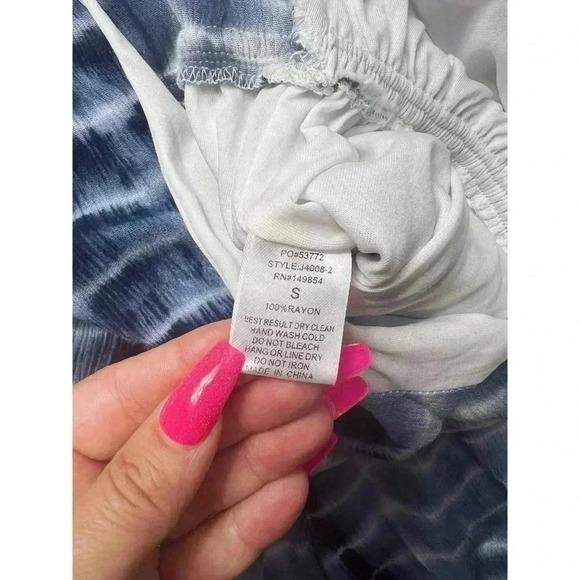 PO#53772
STYLE:J4008-2
RN#149854
S
100%RAYON
BEST RESULT DRY CLEAN
HAND WASH COLD
DO NOT BLEACH
HANG OR LINE DRY
DO NOT IRON
MADE IN CHINA